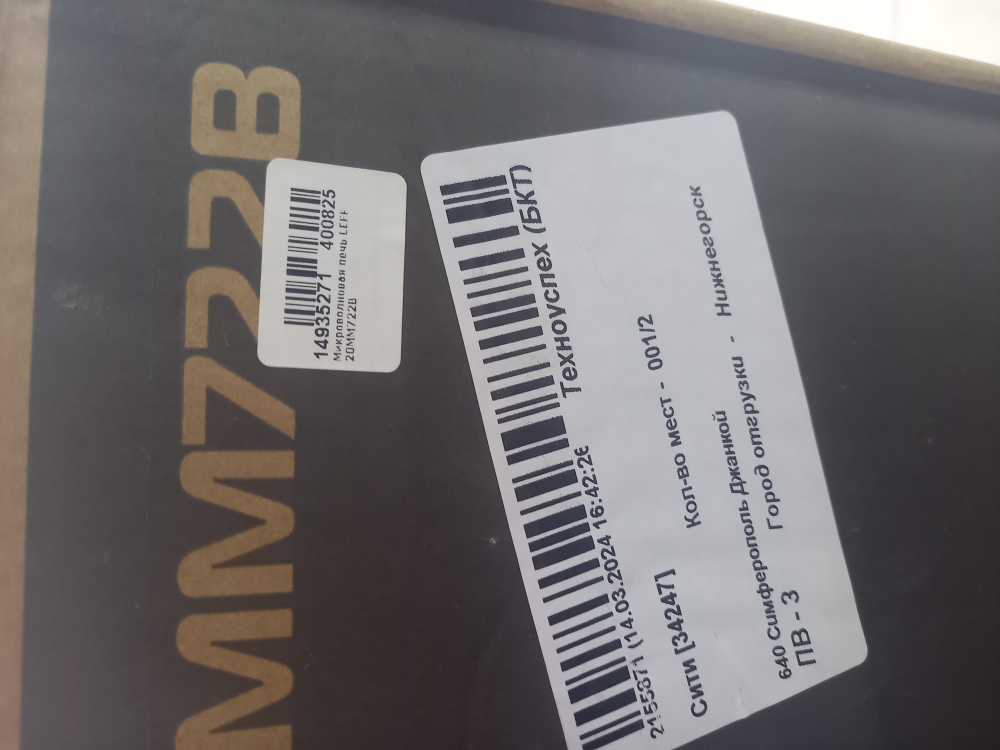 MM722B
14935271 400825
Микроволновая печь LEFF
20MM722B
Техноуспех (БКТ)
(14.03.2024 16:42:26
Сити [34247]
Кол-во мест - 001/2
640 Симферополь Джанкой
Город отгрузки - Нижнегорск
ПВ - 3